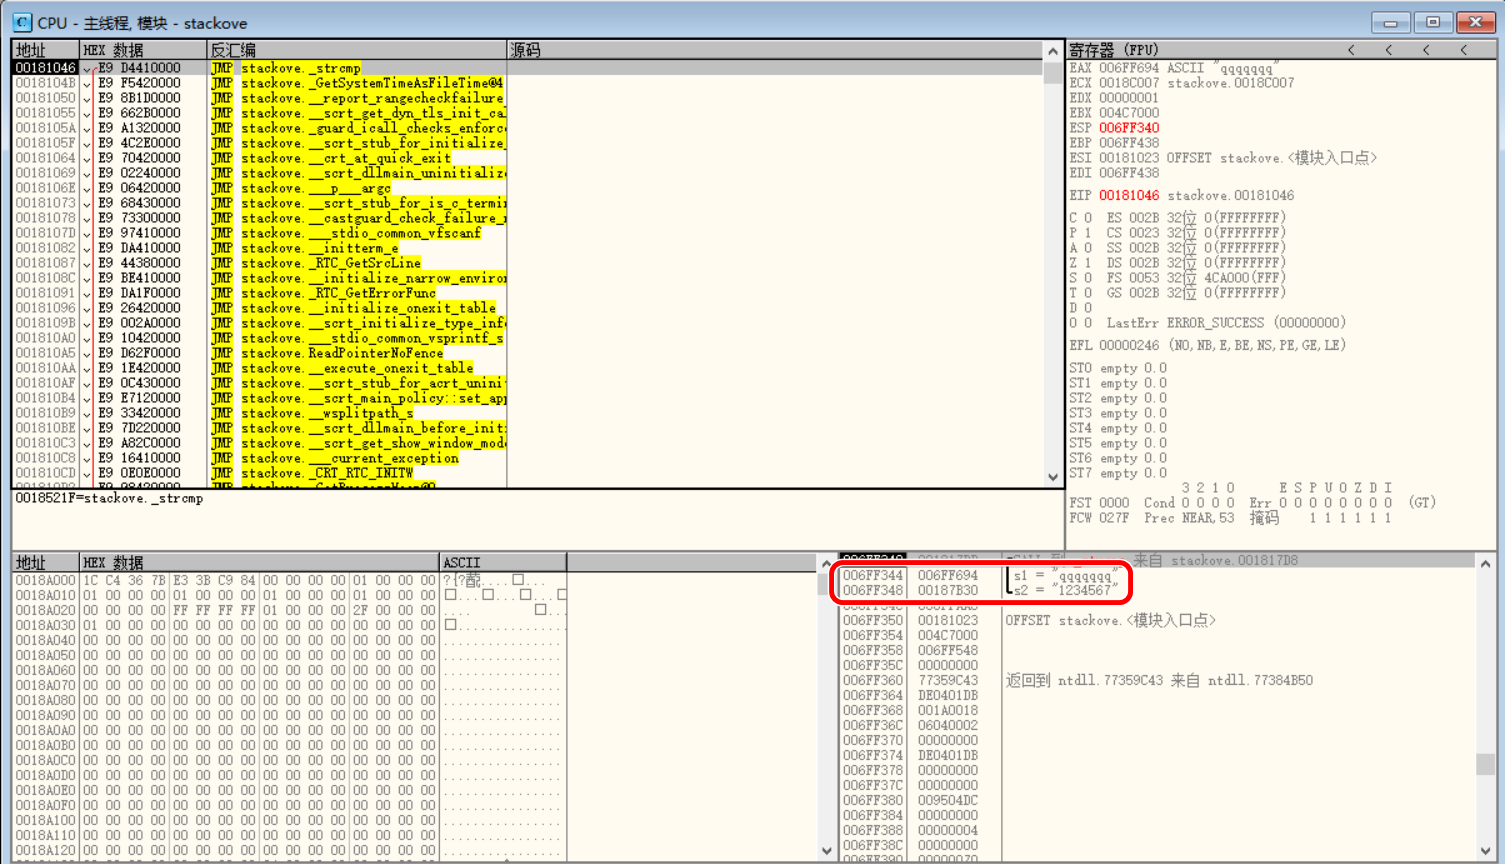 CPU - 主线程, 模块 - stackove
地址 HEX 数据 反汇编 源码
00181046 E9 D4410000 JMP stackove._strcmp
0018104B E9 F5420000 JMP stackove._GetSystemTimeAsFileTime@4
00181050 E9 8B1D0000 JMP stackove.__report_rangecheckfailure
00181055 E9 662B0000 JMP stackove.__scrt_get_dyn_tls_init_ca
0018105A E9 A1320000 JMP stackove._guard_icall_checks_enforc
0018105F E9 4C2E0000 JMP stackove.__scrt_stub_for_initialize_
00181064 E9 70420000 JMP stackove.__crt_at_quick_exit
00181069 E9 02240000 JMP stackove.__scrt_dllmain_uninitializ
0018106E E9 06420000 JMP stackove.___p___argc
00181073 E9 68430000 JMP stackove.__scrt_stub_for_is_c_termi
00181078 E9 73300000 JMP stackove.__castguard_check_failure_
0018107D E9 97410000 JMP stackove.___stdio_common_vfscanf
00181082 E9 DA410000 JMP stackove.__initterm_e
00181087 E9 44380000 JMP stackove._RTC_GetSrcLine
0018108C E9 BE410000 JMP stackove.__initialize_narrow_enviro
00181091 E9 DA1F0000 JMP stackove._RTC_GetErrorFunc
00181096 E9 26420000 JMP stackove.__initialize_onexit_table
0018109B E9 002A0000 JMP stackove.__scrt_initialize_type_inf
001810A0 E9 10420000 JMP stackove.___stdio_common_vsprintf_s
001810A5 E9 D62F0000 JMP stackove.ReadPointerNoFence
001810AA E9 1E420000 JMP stackove.__execute_onexit_table
001810AF E9 0C430000 JMP stackove.__scrt_stub_for_acrt_unini
001810B4 E9 E7120000 JMP stackove.__scrt_main_policy::set_ap
001810B9 E9 33420000 JMP stackove.__wsplitpath_s
001810BE E9 7D220000 JMP stackove.__scrt_dllmain_before_init
001810C3 E9 A82C0000 JMP stackove.__scrt_get_show_window_mod
001810C8 E9 16410000 JMP stackove.___current_exception
001810CD E9 0E0E0000 JMP stackove._CRT_RTC_INITW
0018521F=stackove._strcmp
寄存器 (FPU) < < < <
EAX 006FF694 ASCII "qqqqqqq"
ECX 0018C007 stackove.0018C007
EDX 00000001
EBX 004C7000
ESP 006FF340
EBP 006FF438
ESI 00181023 OFFSET stackove.<模块入口点>
EDI 006FF438
EIP 00181046 stackove.00181046
C 0 ES 002B 32位 0(FFFFFFFF)
P 1 CS 0023 32位 0(FFFFFFFF)
A 0 SS 002B 32位 0(FFFFFFFF)
Z 1 DS 002B 32位 0(FFFFFFFF)
S 0 FS 0053 32位 4CA000(FFF)
T 0 GS 002B 32位 0(FFFFFFFF)
D 0
O 0 LastErr ERROR_SUCCESS (00000000)
EFL 00000246 (NO,NB,E,BE,NS,PE,GE,LE)
ST0 empty 0.0
ST1 empty 0.0
ST2 empty 0.0
ST3 empty 0.0
ST4 empty 0.0
ST5 empty 0.0
ST6 empty 0.0
ST7 empty 0.0
3 2 1 0 E S P U O Z D I
FST 0000 Cond 0 0 0 0 Err 0 0 0 0 0 0 0 0 (GT)
FCW 027F Prec NEAR,53 掩码 1 1 1 1 1 1
地址 HEX 数据 ASCII
0018A000 1C C4 36 7B E3 3B C9 84 00 00 00 00 01 00 00 00
0018A010 01 00 00 00 01 00 00 00 01 00 00 00 01 00 00 00
0018A020 00 00 00 00 FF FF FF FF 01 00 00 00 2F 00 00 00
0018A030 01 00 00 00 00 00 00 00 00 00 00 00 00 00 00 00
0018A040 00 00 00 00 00 00 00 00 00 00 00 00 00 00 00 00
0018A050 00 00 00 00 00 00 00 00 00 00 00 00 00 00 00 00
0018A060 00 00 00 00 00 00 00 00 00 00 00 00 00 00 00 00
0018A070 00 00 00 00 00 00 00 00 00 00 00 00 00 00 00 00
0018A080 00 00 00 00 00 00 00 00 00 00 00 00 00 00 00 00
0018A090 00 00 00 00 00 00 00 00 00 00 00 00 00 00 00 00
0018A0A0 00 00 00 00 00 00 00 00 00 00 00 00 00 00 00 00
0018A0B0 00 00 00 00 00 00 00 00 00 00 00 00 00 00 00 00
0018A0C0 00 00 00 00 00 00 00 00 00 00 00 00 00 00 00 00
0018A0D0 00 00 00 00 00 00 00 00 00 00 00 00 00 00 00 00
0018A0E0 00 00 00 00 00 00 00 00 00 00 00 00 00 00 00 00
0018A0F0 00 00 00 00 00 00 00 00 00 00 00 00 00 00 00 00
0018A100 00 00 00 00 00 00 00 00 00 00 00 00 00 00 00 00
0018A110 00 00 00 00 00 00 00 00 00 00 00 00 00 00 00 00
0018A120 00 00 00 00 00 00 00 00 00 00 00 00 00 00 00 00
来自 stackove.001817D8
006FF344 006FF694 s1 = "qqqqqqq"
006FF348 00187B30 s2 = "1234567"
006FF350 00181023 OFFSET stackove.<模块入口点>
006FF354 004C7000
006FF358 006FF548
006FF35C 00000000
006FF360 77359C43 返回到 ntdll.77359C43 来自 ntdll.77384B50
006FF364 DE0401DB
006FF368 001A0018
006FF36C 06040002
006FF370 00000000
006FF374 DE0401DB
006FF378 00000000
006FF37C 00000000
006FF380 009504DC
006FF384 00000000
006FF388 00000004
006FF38C 00000000
006FF390 00000070